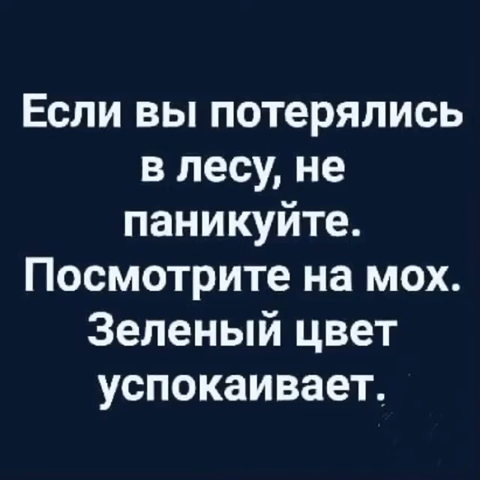 Если вы потерялись
в лесу, не
паникуйте.
Посмотрите на мох.
Зеленый цвет
успокаивает.